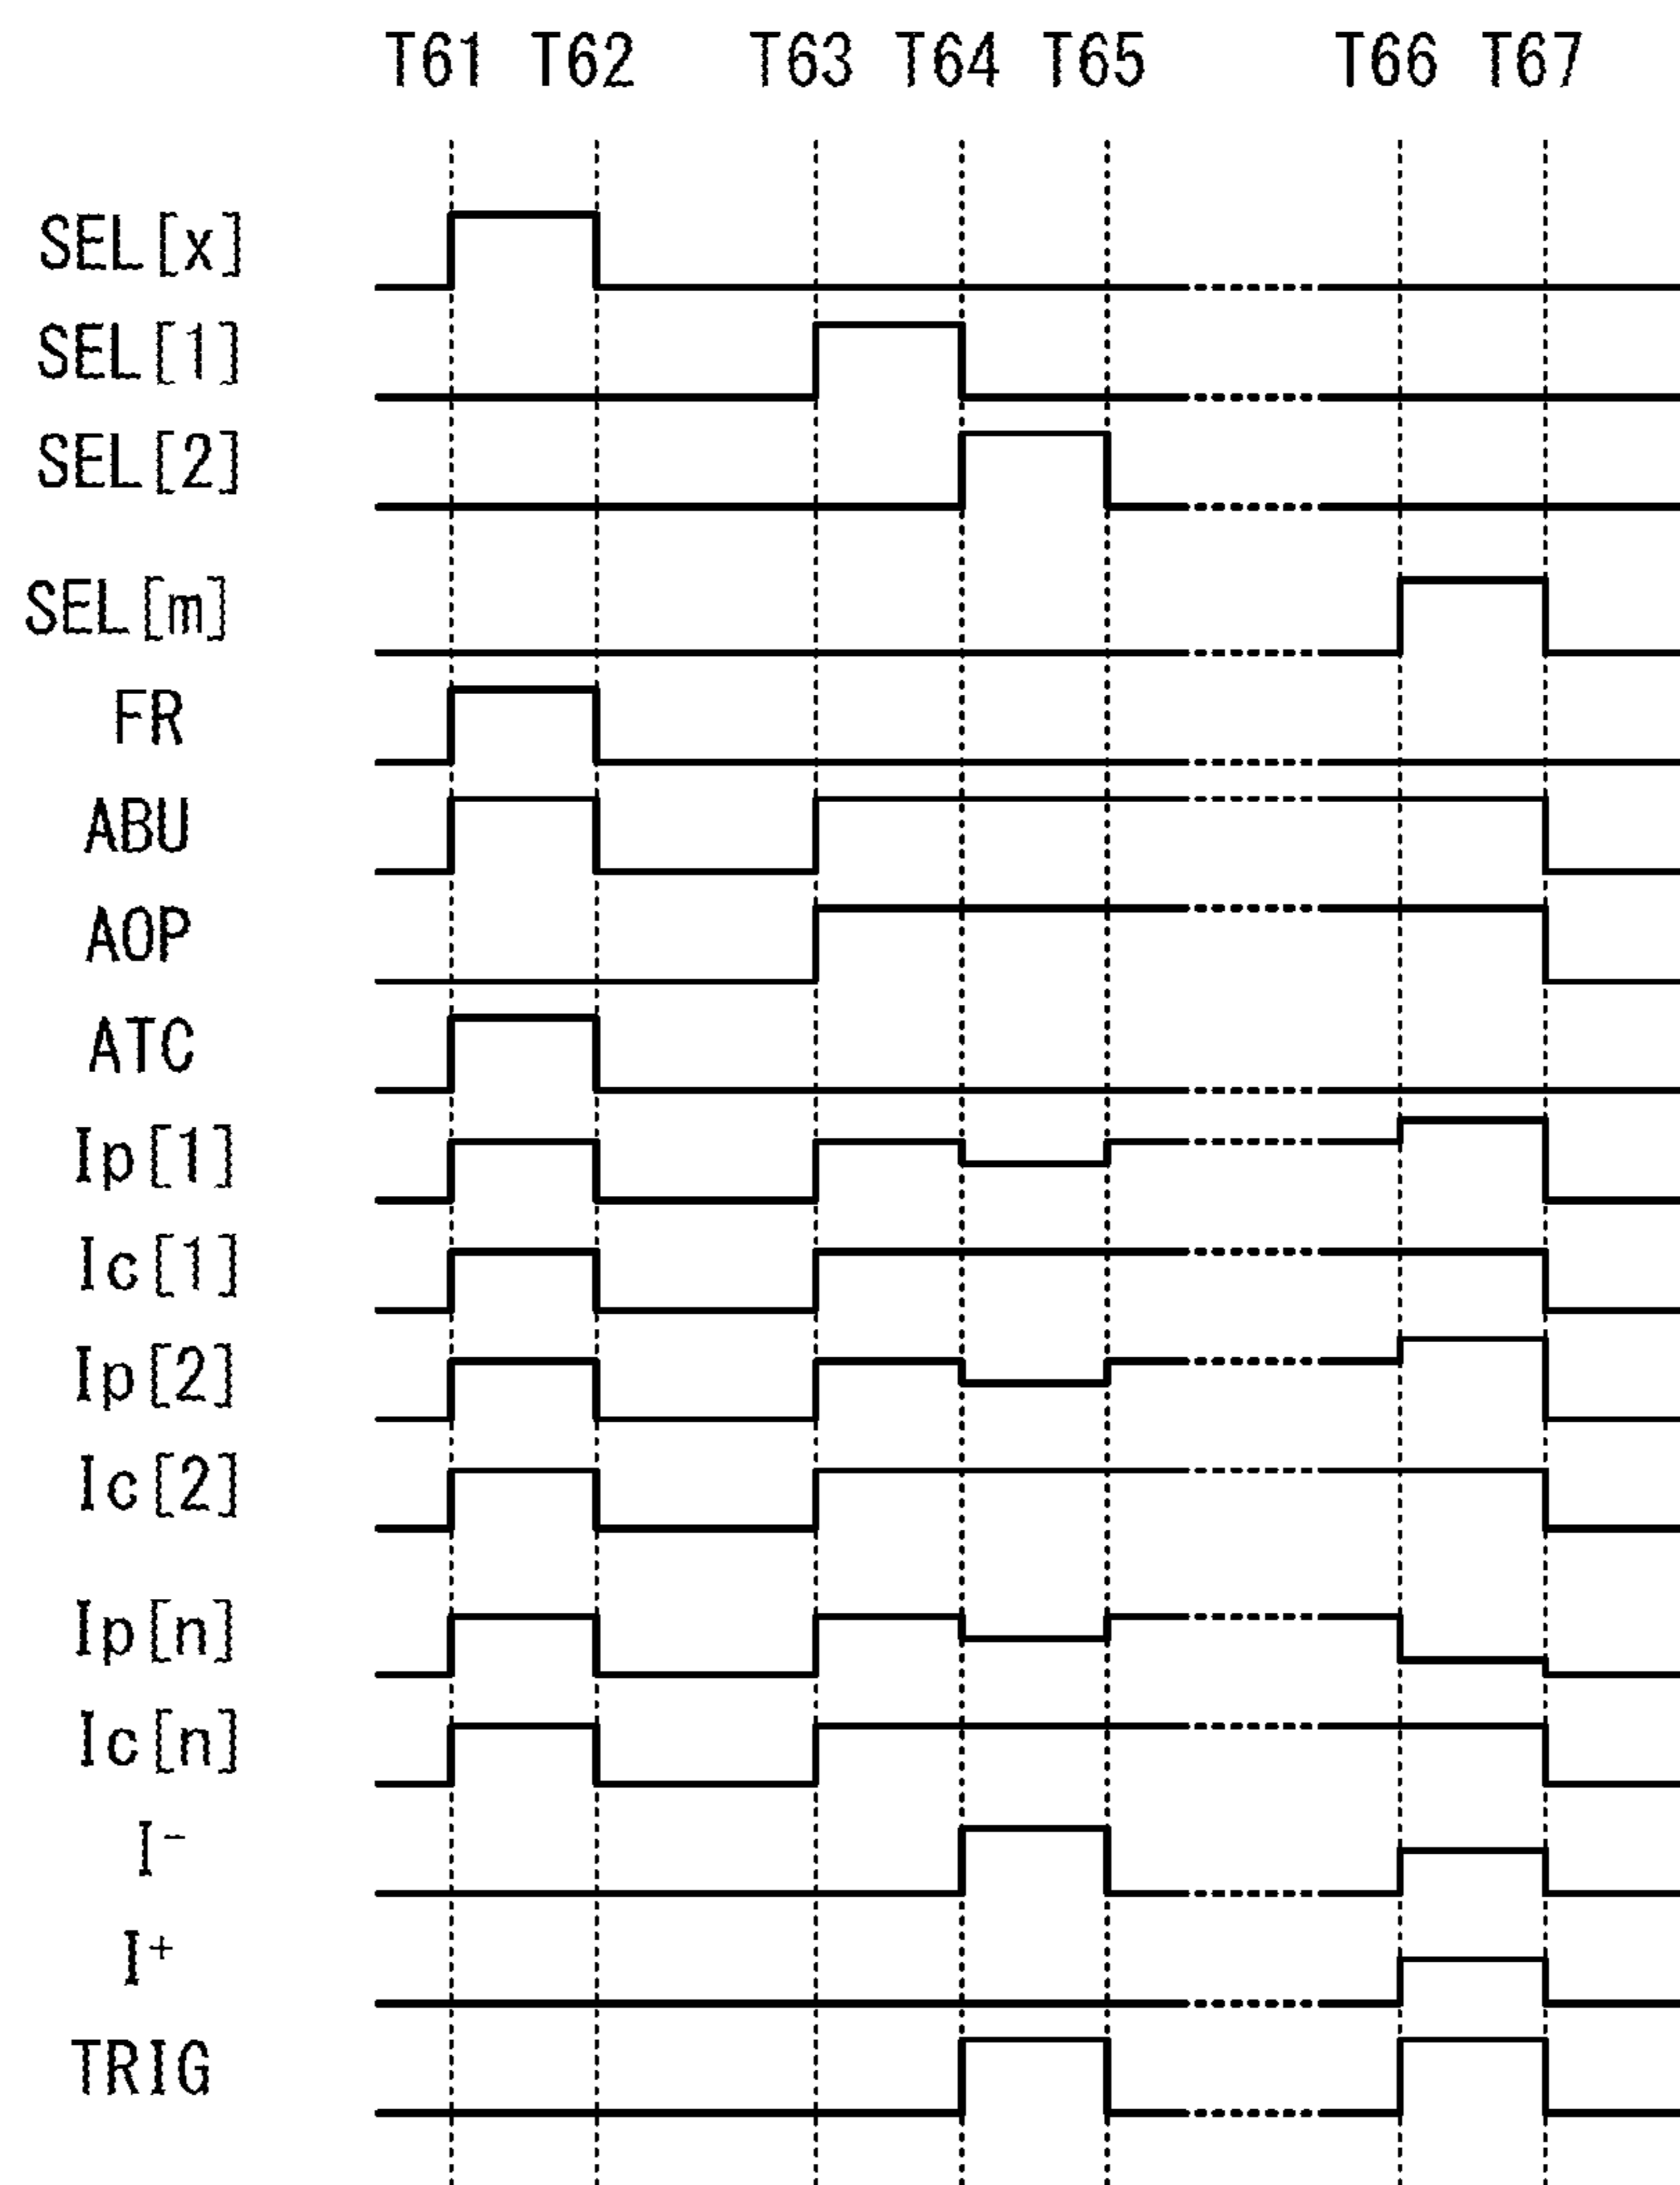 T61 T62 T63 T64 T65 T66 T67
SEL[x]
SEL[1]
SEL[2]
SEL[m]
FR
ABU
AOP
ATC
Ip[1]
Ic[1]
Ip[2]
Ic[2]
Ip[n]
Ic[n]
I⁻
I⁺
TRIG